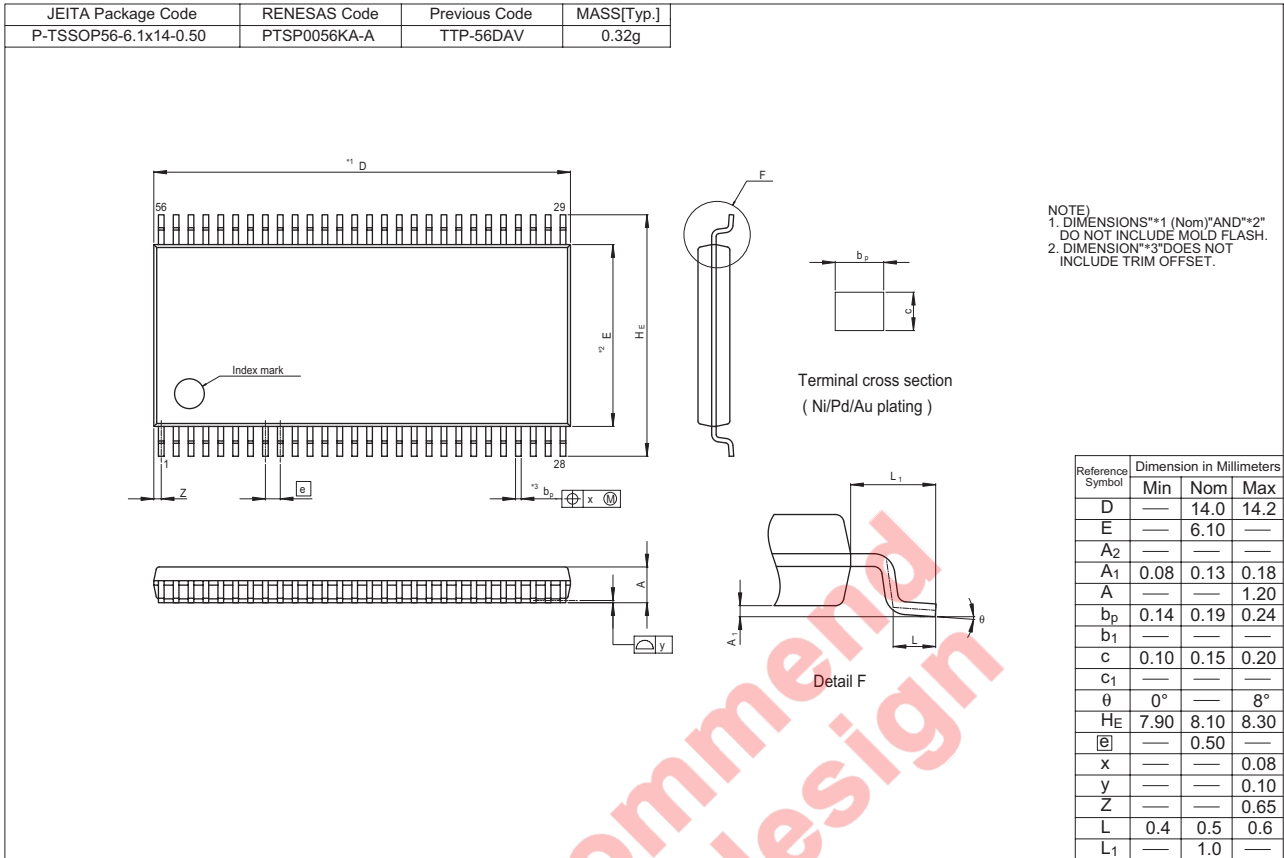 JEITA Package Code RENESAS Code Previous Code MASS[Typ.]
P-TSSOP56-6.1x14-0.50 PTSP0056KA-A TTP-56DAV 0.32g
*1 D
F
56 29
NOTE)
1. DIMENSIONS"*1 (Nom)"AND"*2"
DO NOT INCLUDE MOLD FLASH.
2. DIMENSION"*3"DOES NOT
INCLUDE TRIM OFFSET.
bp
c
*2 E
HE
Index mark
Terminal cross section
( Ni/Pd/Au plating )
1 28
Z e *3 bp x M
A
y
L1
A1
L
θ
Detail F
Reference Symbol Dimension in Millimeters
Min Nom Max
D — 14.0 14.2
E — 6.10 —
A2 — — —
A1 0.08 0.13 0.18
A — — 1.20
bp 0.14 0.19 0.24
b1 — — —
c 0.10 0.15 0.20
c1 — — —
θ 0° — 8°
HE 7.90 8.10 8.30
e — 0.50 —
x — — 0.08
y — — 0.10
Z — — 0.65
L 0.4 0.5 0.6
L1 — 1.0 —
ommend
design